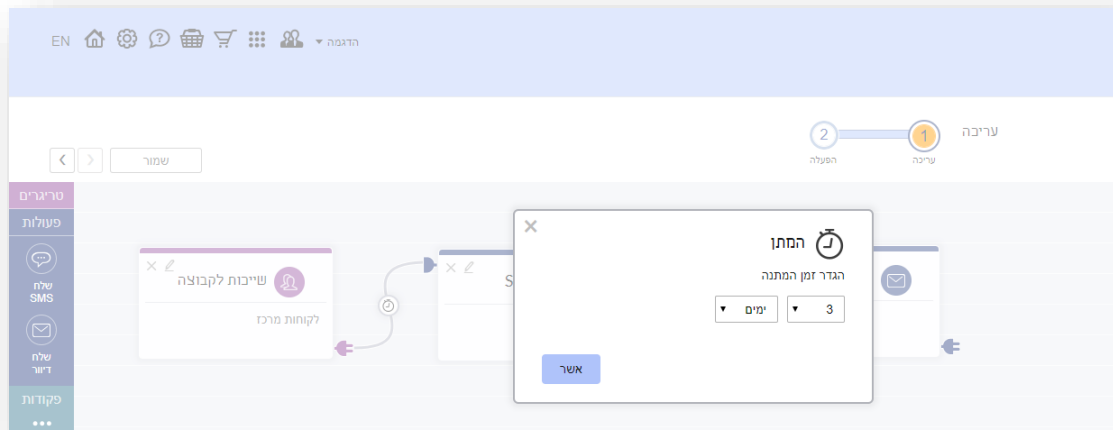 EN
הדגמה
עריכה
1
2
עריכה
הפעלה
שמור
טריגרים
פעולות
שלח
SMS
שלח
דיוור
פקודות
שייכות לקבוצה
לקוחות מרכז
S
המתן
הגדר זמן המתנה
3
ימים
אשר